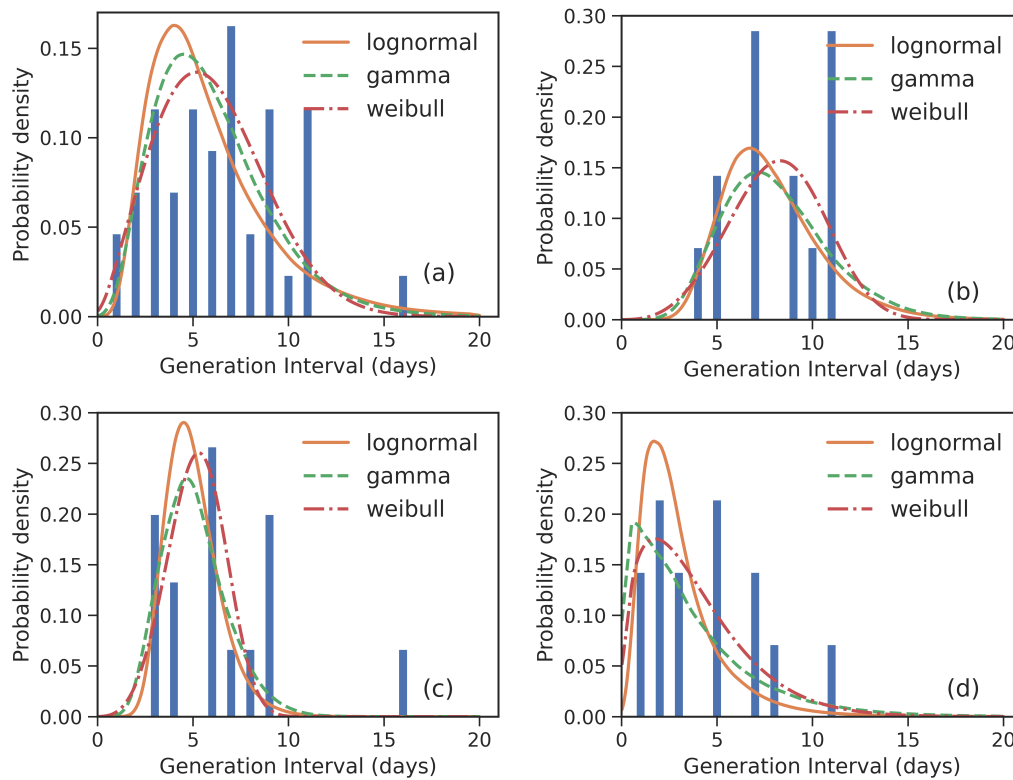 Probability density
0.15
0.10
0.05
0.00
lognormal
gamma
weibull
(a)
0 5 10 15 20
Generation Interval (days)
Probability density
0.30
0.25
0.20
0.15
0.10
0.05
0.00
lognormal
gamma
weibull
(b)
0 5 10 15 20
Generation Interval (days)
Probability density
0.30
0.25
0.20
0.15
0.10
0.05
0.00
lognormal
gamma
weibull
(c)
0 5 10 15 20
Generation Interval (days)
Probability density
0.30
0.25
0.20
0.15
0.10
0.05
0.00
lognormal
gamma
weibull
(d)
0 5 10 15 20
Generation Interval (days)